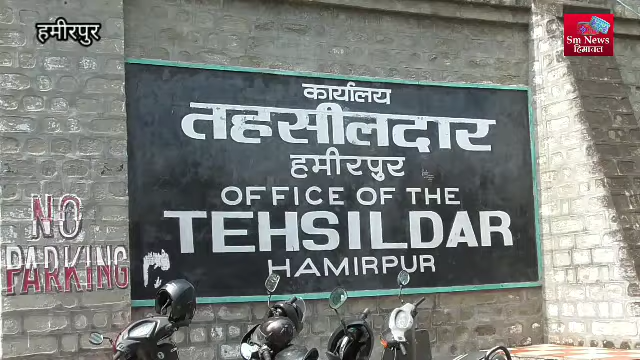 हमीरपुर
Sm News
हिमाचल
कार्यालय
तहसीलदार
हमीरपुर
OFFICE OF THE
TEHSILDAR
HAMIRPUR
NO
PARKING